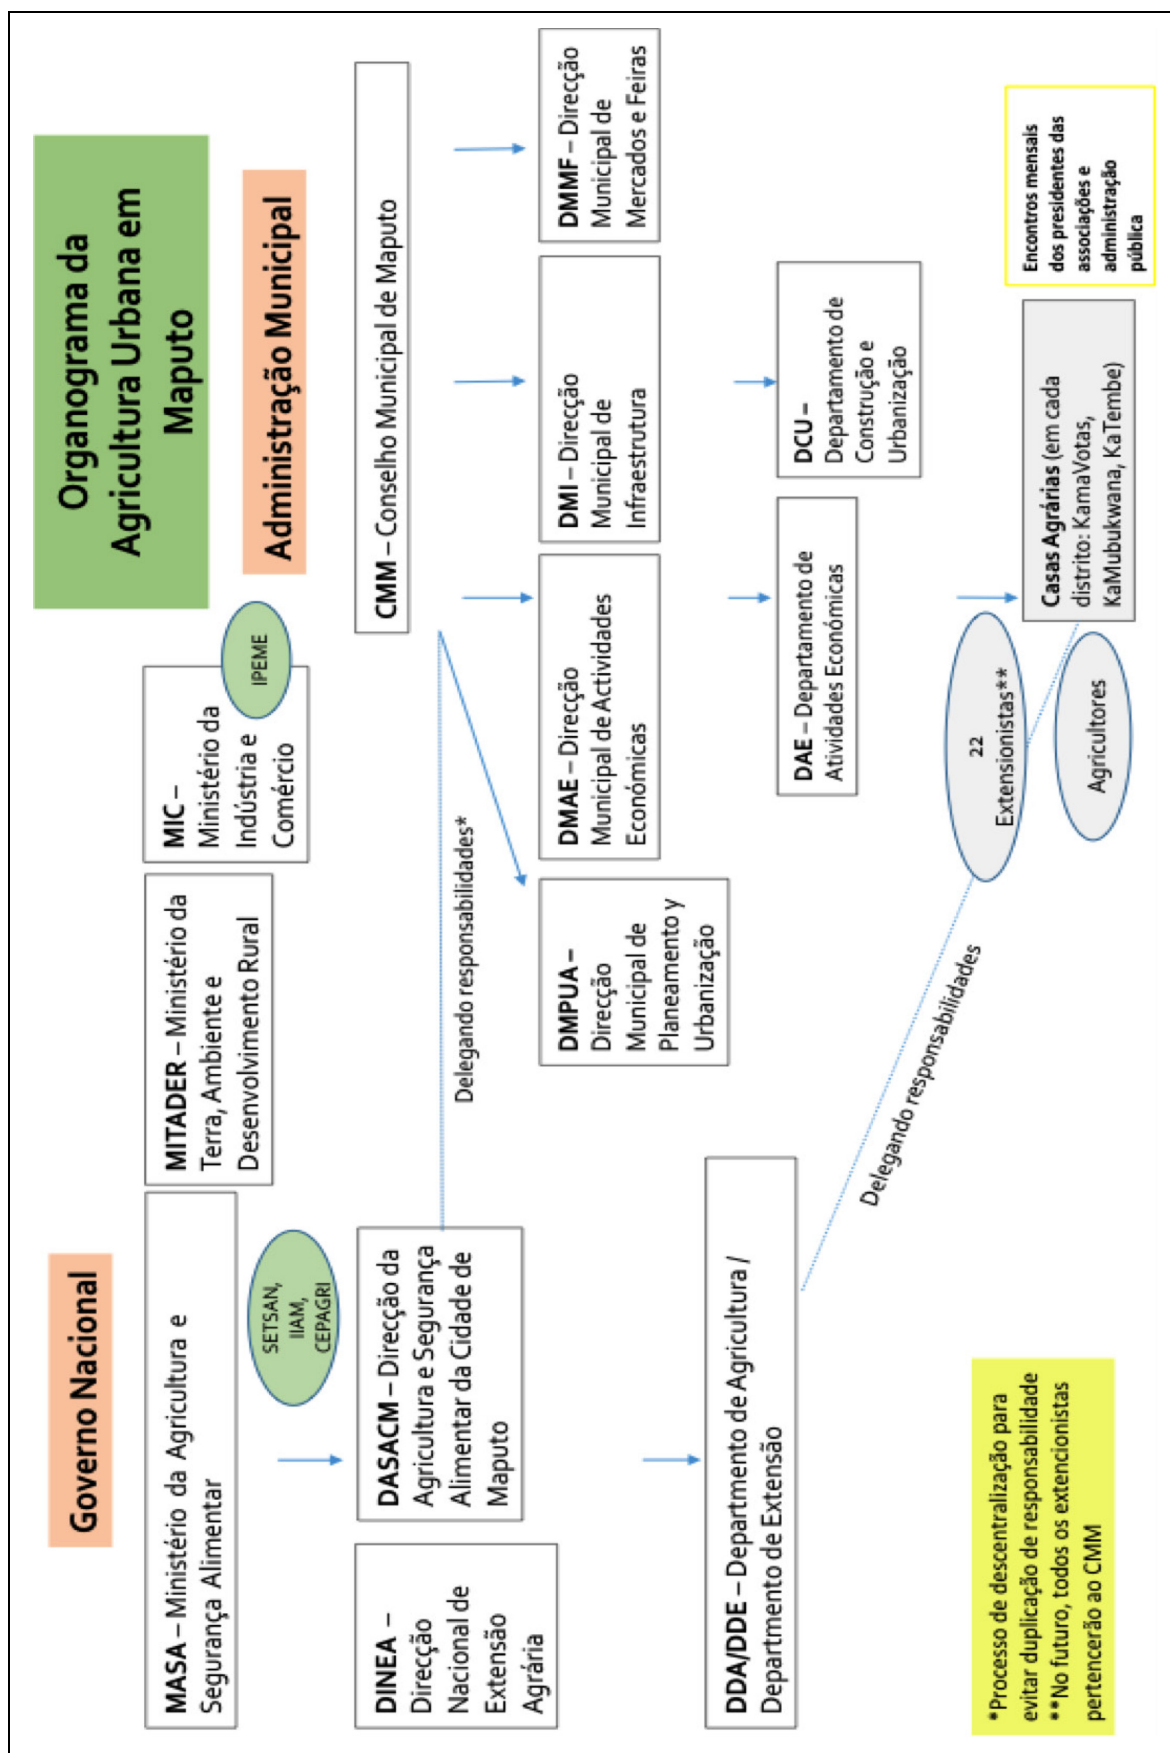 Organograma da
Agricultura Urbana em
Maputo
Governo Nacional
Administração Municipal
MASA – Ministério da Agricultura e
Segurança Alimentar
MITADER – Ministério da
Terra, Ambiente e
Desenvolvimento Rural
MIC –
Ministério da
Indústria e
Comércio
IPEME
SETSAN,
IIAM,
CEPAGRI
DINEA –
Direcção
Nacional de
Extensão
Agrária
DASACM – Direcção da
Agricultura e Segurança
Alimentar da Cidade de
Maputo
CMM – Conselho Municipal de Maputo
Delegando responsabilidades*
DMPUA –
Direcção
Municipal de
Planeamento y
Urbanização
DMAE – Direcção
Municipal de Actividades
Económicas
DMI – Direcção
Municipal de
Infraestrutura
DMMF – Direcção
Municipal de
Mercados e Feiras
DDA/DDE – Departmento de Agricultura /
Departmento de Extensão
DAE – Departamento de
Atividades Económicas
DCU –
Departamento de
Construção e
Urbanização
Delegando responsabilidades
22
Extensionistas**
Agricultores
Casas Agrárias (em cada
distrito: KamaVotas,
KaMubukwana, KaTembe)
Encontros mensais
dos presidentes das
associações e
administração
pública
*Processo de descentralização para
evitar duplicação de responsabilidade
**No futuro, todos os extencionistas
pertencerão ao CMM